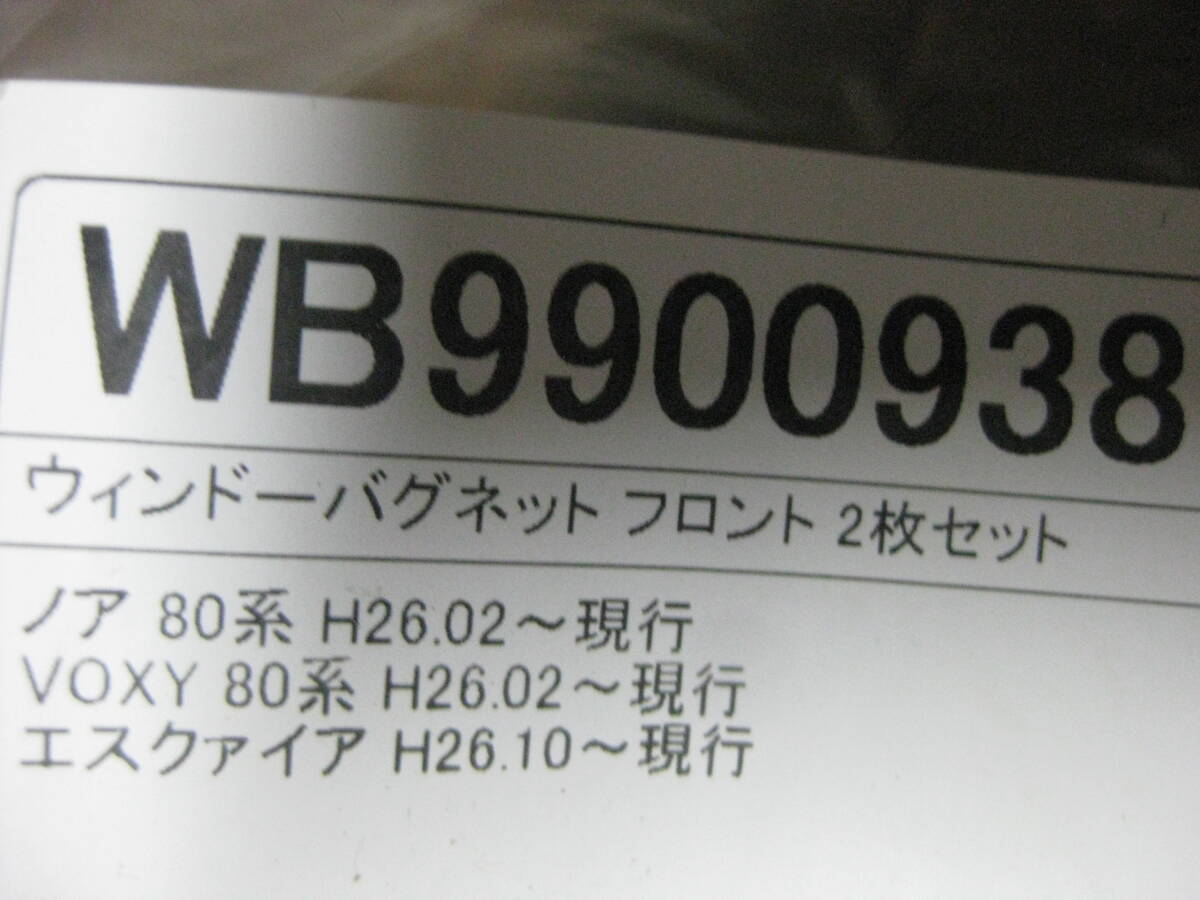 WB9900938
ウィンドーバグネット フロント 2枚セット
ノア 80系 H26.02～現行
VOXY 80系 H26.02～現行
エスクァイア H26.10～現行